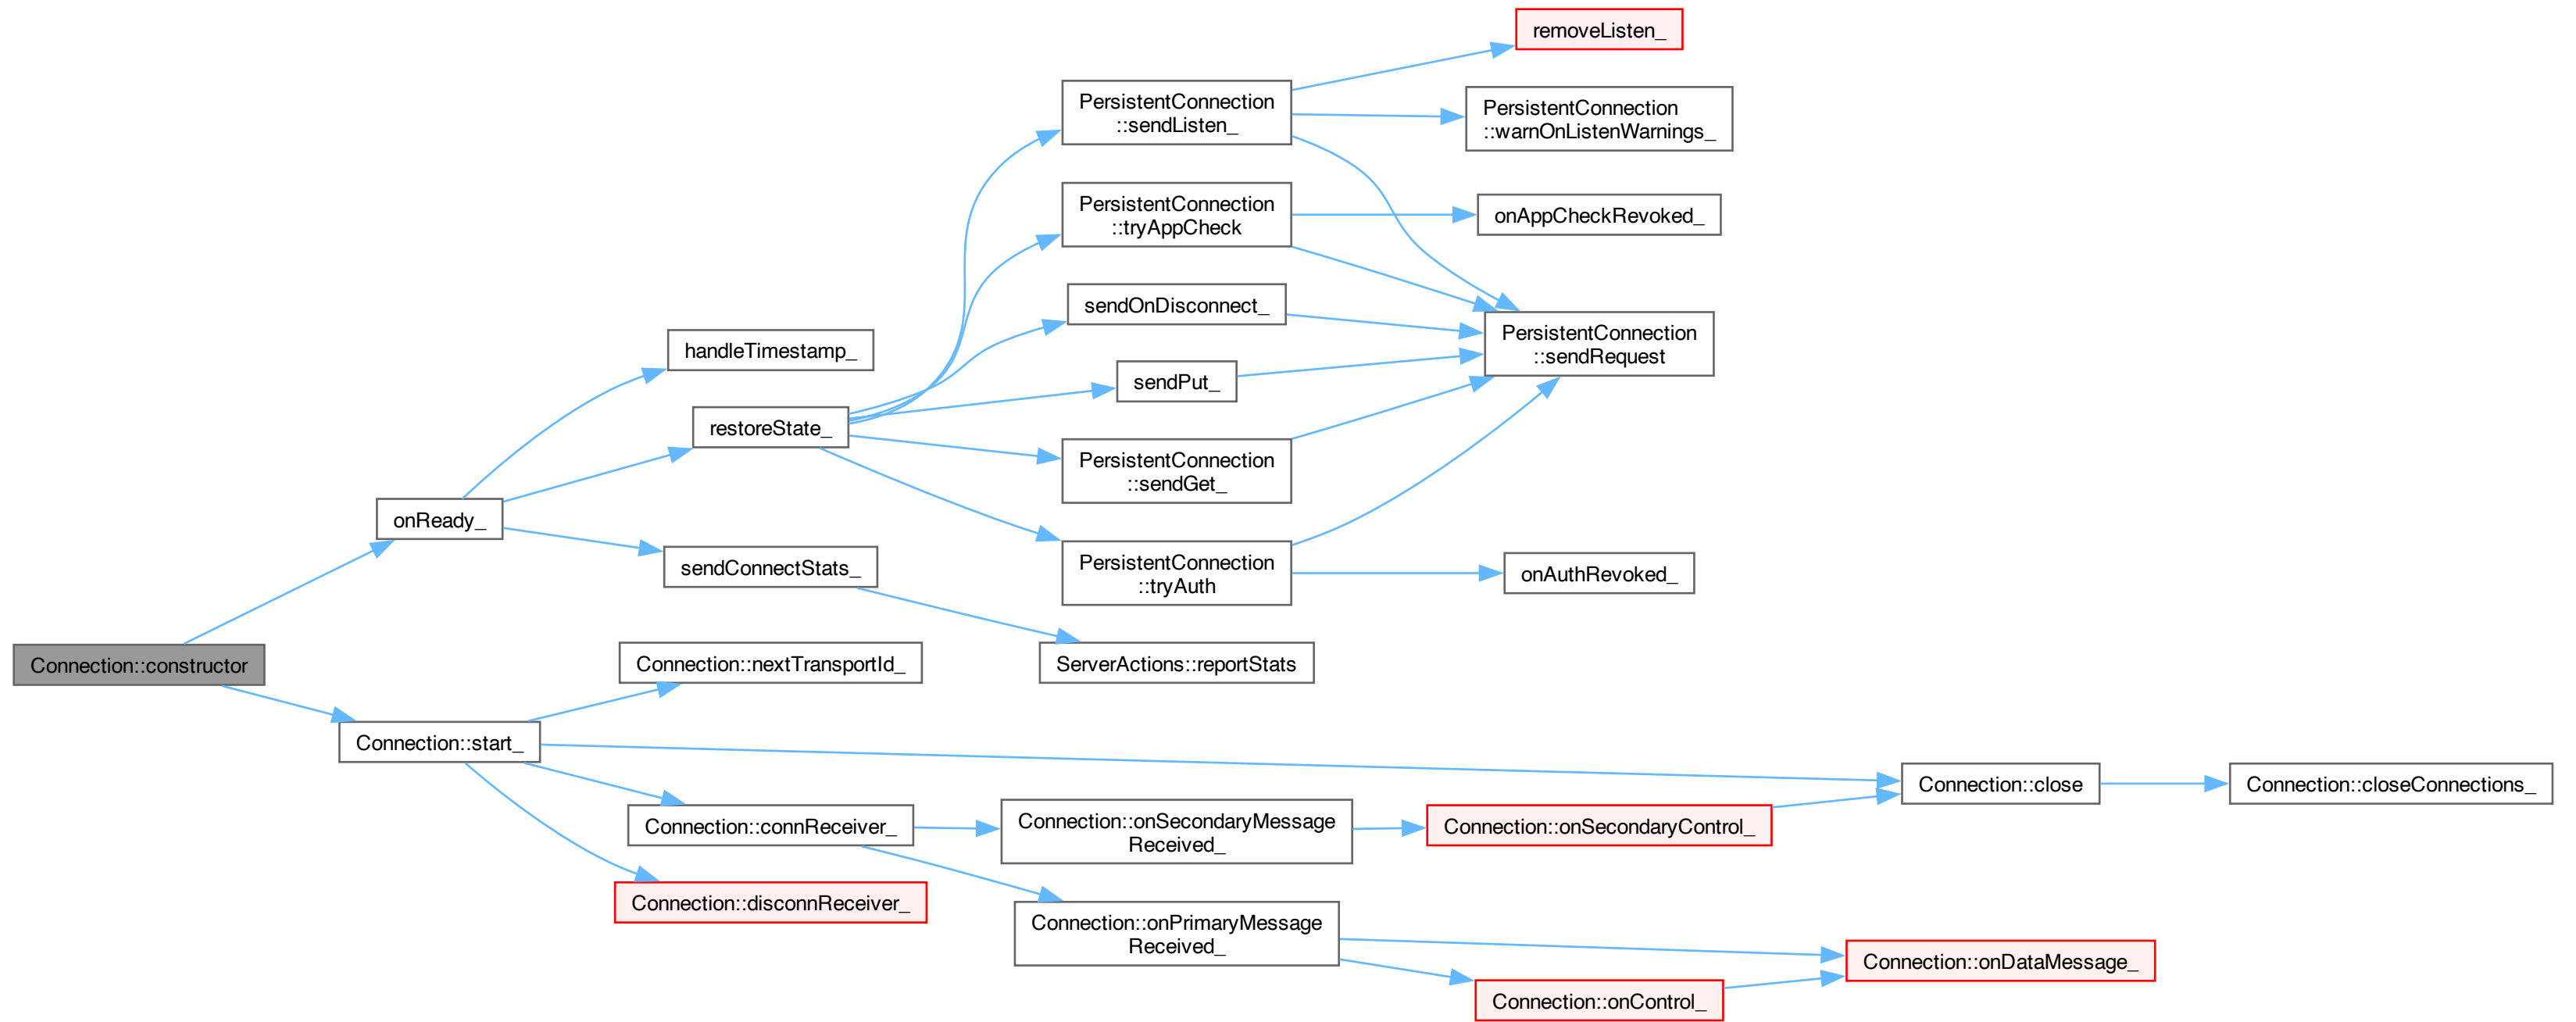 removeListen_
PersistentConnection
::sendListen_
PersistentConnection
::warnOnListenWarnings_
PersistentConnection
::tryAppCheck
onAppCheckRevoked_
sendOnDisconnect_
handleTimestamp_
PersistentConnection
::sendRequest
sendPut_
restoreState_
PersistentConnection
::sendGet_
onReady_
sendConnectStats_
PersistentConnection
::tryAuth
onAuthRevoked_
Connection::constructor
Connection::nextTransportId_
ServerActions::reportStats
Connection::start_
Connection::close
Connection::closeConnections_
Connection::connReceiver_
Connection::onSecondaryMessage
Received_
Connection::onSecondaryControl_
Connection::disconnReceiver_
Connection::onPrimaryMessage
Received_
Connection::onDataMessage_
Connection::onControl_